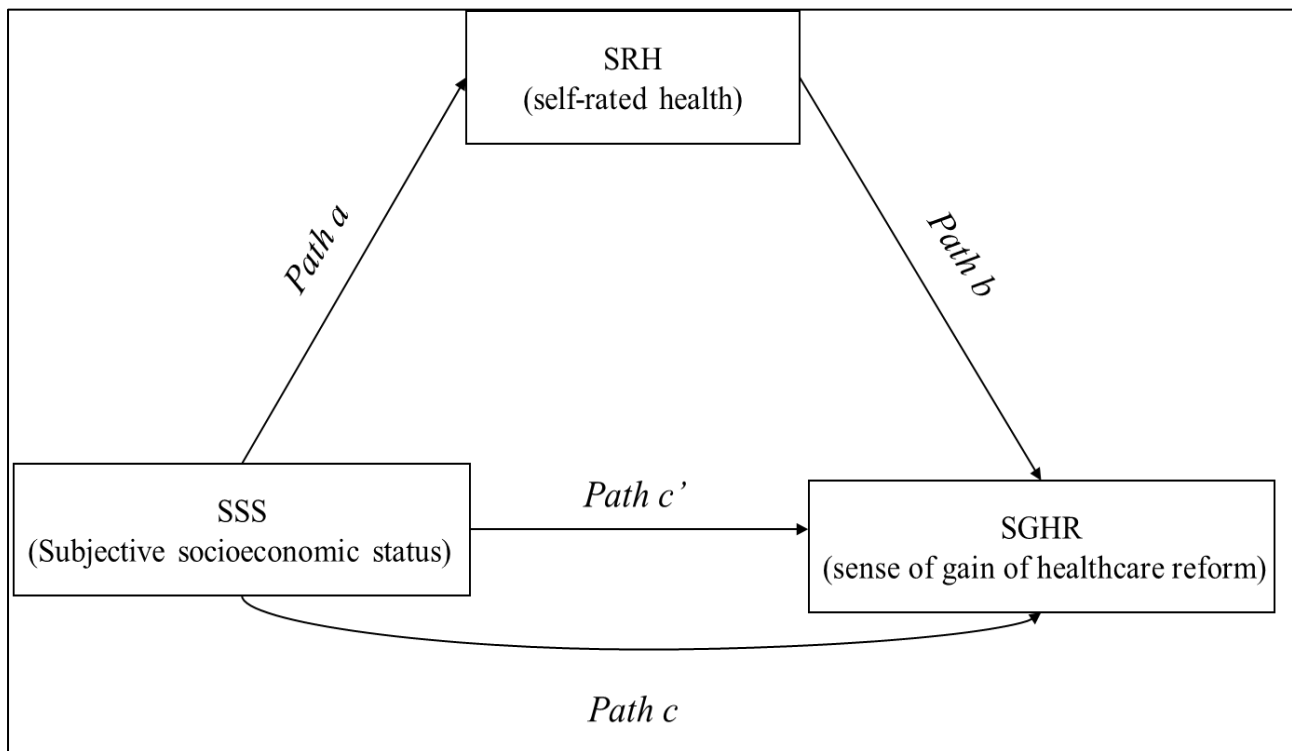 SRH
(self-rated health)
Path a
Path b
SSS
(Subjective socioeconomic status)
Path c’
SGHR
(sense of gain of healthcare reform)
Path c